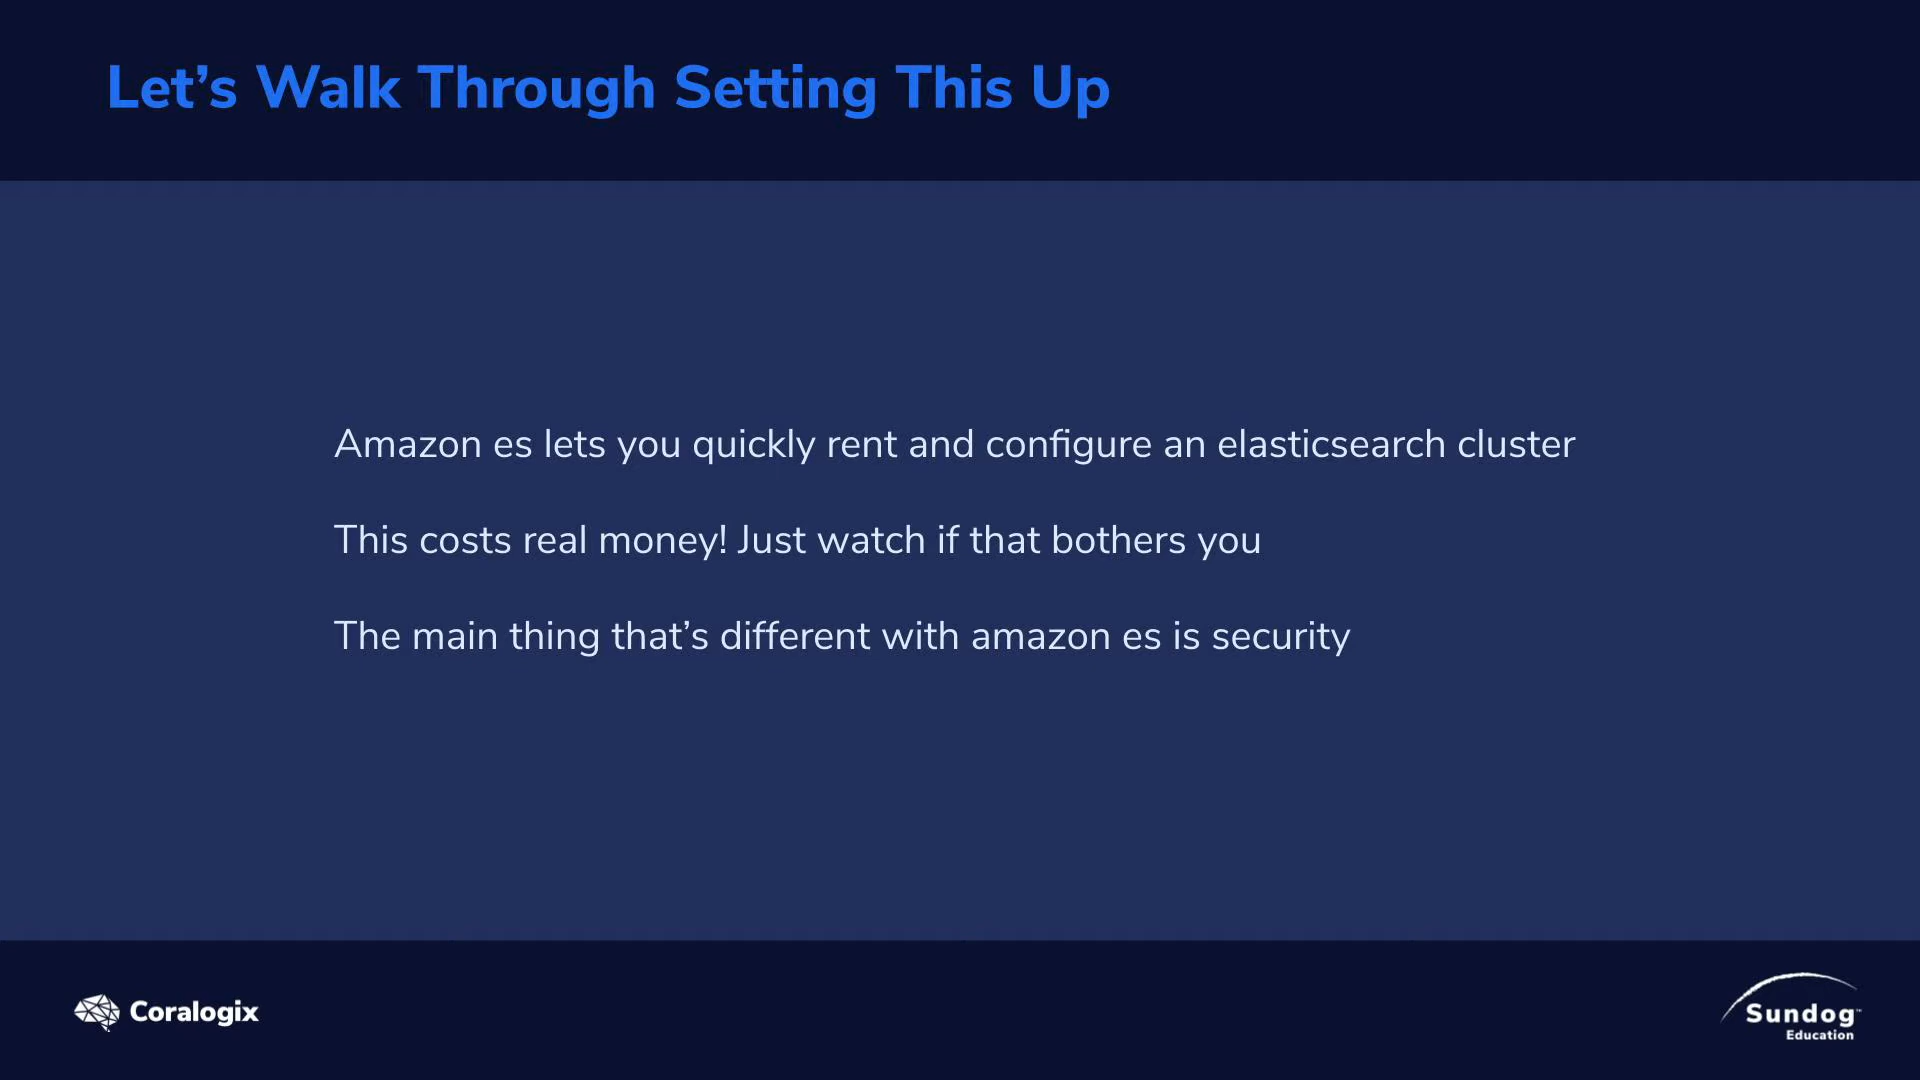 Let’s Walk Through Setting This Up
Amazon es lets you quickly rent and configure an elasticsearch cluster
This costs real money! Just watch if that bothers you
The main thing that’s different with amazon es is security
Coralogix
Sundog™
Education